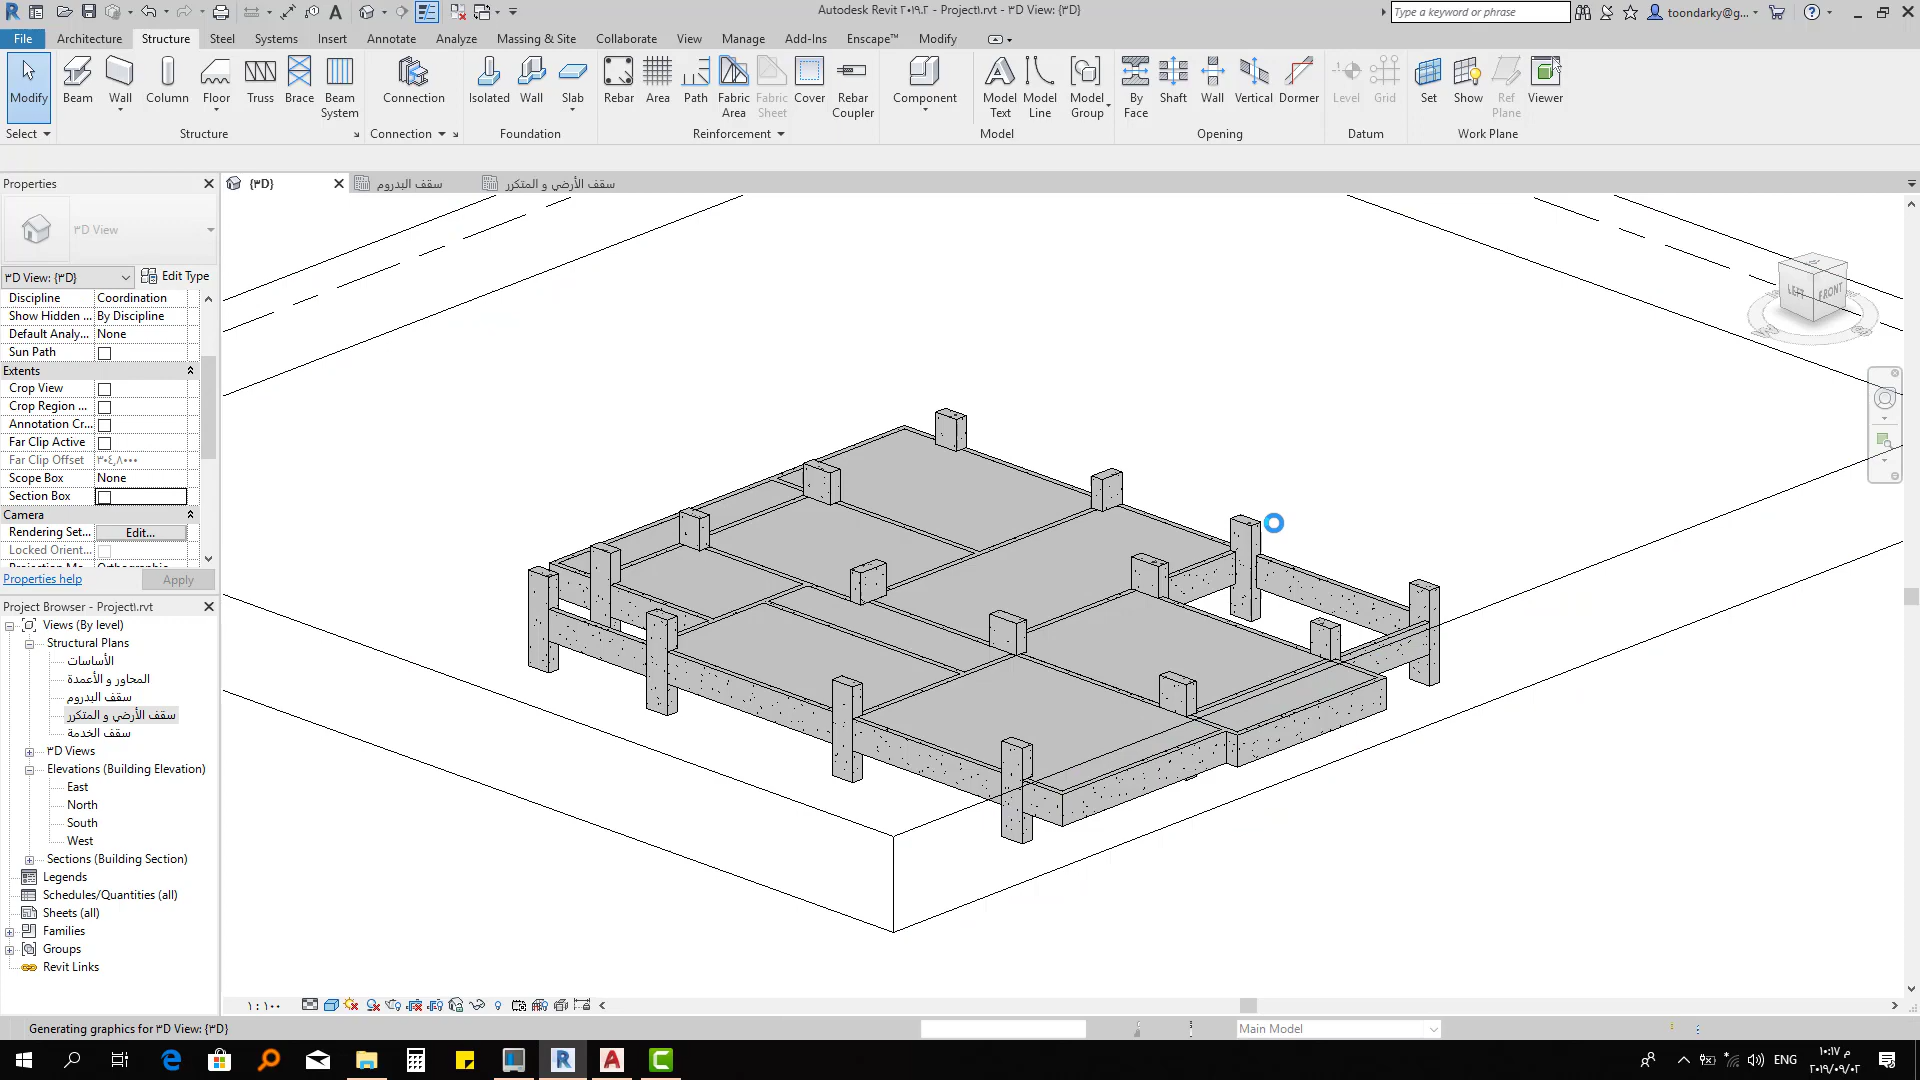 Autodesk Revit ٢٠١٩.٢ - Project١.rvt - ٣D View: {٣D}
Type a keyword or phrase
toondarky@g...
File
Architecture
Structure
Steel
Systems
Insert
Annotate
Analyze
Massing & Site
Collaborate
View
Manage
Add-Ins
Enscape™
Modify
Modify
Beam
Wall
Column
Floor
Truss
Brace
Beam
System
Connection
Isolated
Wall
Slab
Rebar
Area
Path
Fabric
Area
Fabric
Sheet
Cover
Rebar
Coupler
Component
Model
Text
Model
Line
Model
Group
By
Face
Shaft
Wall
Vertical
Dormer
Level
Grid
Set
Show
Ref
Plane
Viewer
Select
Structure
Connection
Foundation
Reinforcement
Model
Opening
Datum
Work Plane
Properties
{٣D}
سقف البدروم
سقف الأرضي و المتكرر
٣D View
٣D View: {٣D}
Edit Type
Discipline
Coordination
Show Hidden ...
By Discipline
Default Analy...
None
Sun Path
Extents
Crop View
Crop Region ...
Annotation Cr...
Far Clip Active
Far Clip Offset
٣٠٤,٨٠٠٠
Scope Box
None
Section Box
Camera
Rendering Set...
Edit...
Locked Orient...
Properties help
Apply
LEFT
FRONT
Project Browser - Project١.rvt
Views (By level)
Structural Plans
الأساسات
المحاور و الأعمدة
سقف البدروم
سقف الأرضي و المتكرر
سقف الخدمة
٣D Views
Elevations (Building Elevation)
East
North
South
West
Sections (Building Section)
Legends
Schedules/Quantities (all)
Sheets (all)
Families
Groups
Revit Links
١ : ١٠٠
Generating graphics for ٣D View: {٣D}
Main Model
ENG
١٠:١٧ م
٢٠١٩/٠٩/٠٢